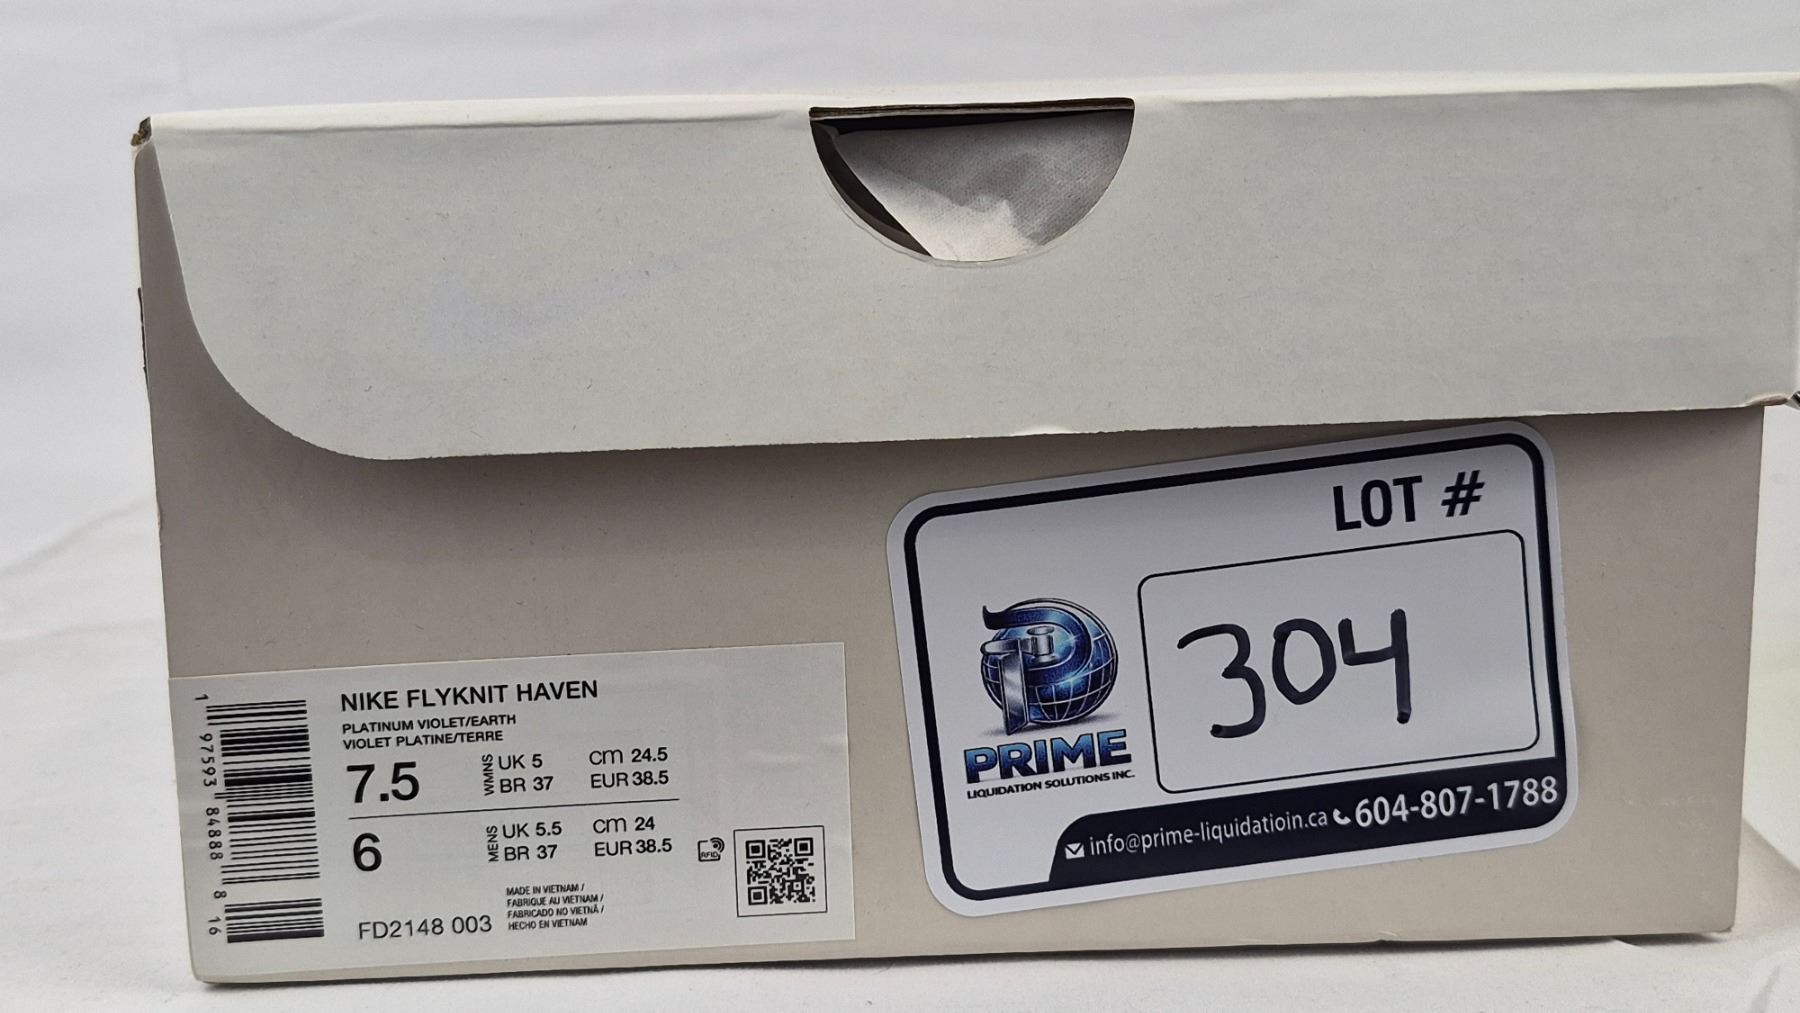 LOT #
304
PRIME
LIQUIDATION SOLUTIONS INC.
info@prime-liquidatioin.ca 604-807-1788
NIKE FLYKNIT HAVEN
PLATINUM VIOLET/EARTH
VIOLET PLATINE/TERRE
7.5 WMNS UK 5 cm 24.5
BR 37 EUR 38.5
6 MENS UK 5.5 cm 24
BR 37 EUR 38.5
RFID
MADE IN VIETNAM /
FABRIQUE AU VIETNAM /
FABRICADO NO VIETNÃ /
HECHO EN VIETNAM
FD2148 003
1 97593 84888 8 16